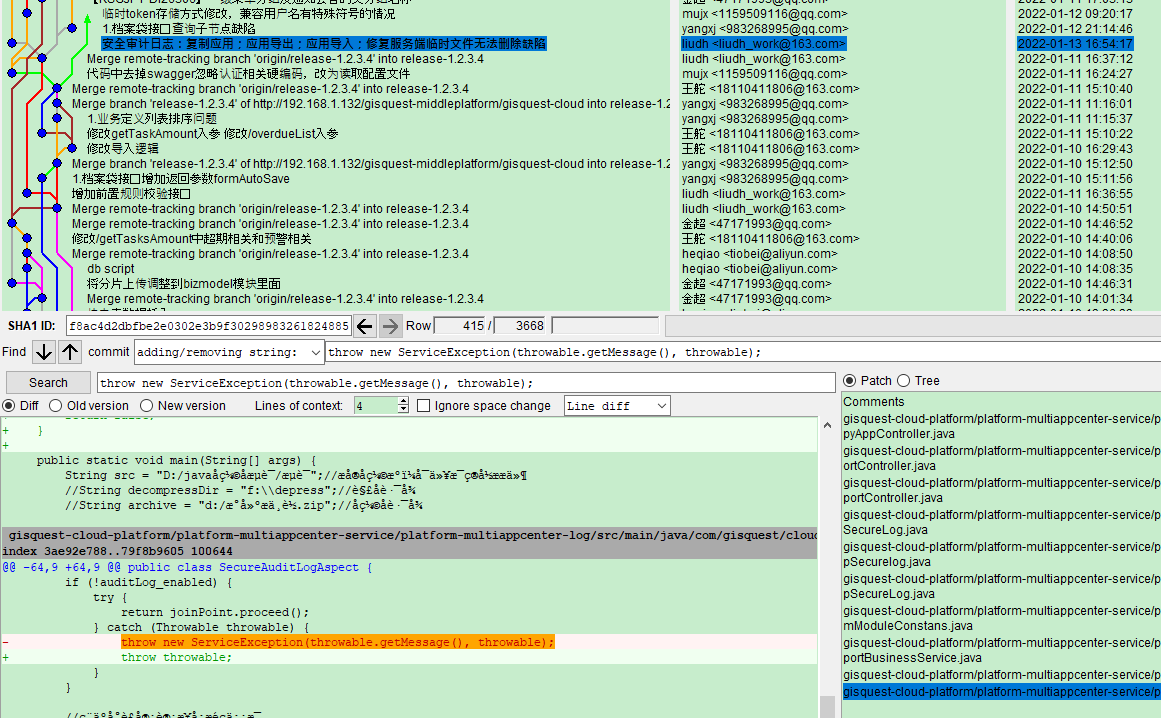 临时token存储方式修改，兼容用户名有特殊符号的情况 mujx <1159509116@qq.com> 2022-01-12 09:20:17
1.档案袋接口查询子节点缺陷 yangxj <983268995@qq.com> 2022-01-12 21:14:46
安全审计日志：复制应用；应用导出；应用导入；修复服务端临时文件无法删除缺陷 liudh <liudh_work@163.com> 2022-01-13 16:54:17
Merge remote-tracking branch 'origin/release-1.2.3.4' into release-1.2.3.4 liudh <liudh_work@163.com> 2022-01-11 16:37:12
代码中去掉swagger忽略认证相关硬编码，改为读取配置文件 mujx <1159509116@qq.com> 2022-01-11 16:24:27
Merge remote-tracking branch 'origin/release-1.2.3.4' into release-1.2.3.4 王舵 <18110411806@163.com> 2022-01-11 15:10:40
Merge branch 'release-1.2.3.4' of http://192.168.1.132/gisquest-middleplatform/gisquest-cloud into release-1.2 yangxj <983268995@qq.com> 2022-01-11 11:16:01
1.业务定义列表排序问题 yangxj <983268995@qq.com> 2022-01-11 11:15:37
修改getTaskAmount入参 修改/overdueList入参 王舵 <18110411806@163.com> 2022-01-11 15:10:22
修改导入逻辑 王舵 <18110411806@163.com> 2022-01-10 16:29:43
Merge branch 'release-1.2.3.4' of http://192.168.1.132/gisquest-middleplatform/gisquest-cloud into release-1.2 yangxj <983268995@qq.com> 2022-01-10 15:12:50
1.档案袋接口增加返回参数formAutoSave yangxj <983268995@qq.com> 2022-01-10 15:11:56
增加前置规则校验接口 liudh <liudh_work@163.com> 2022-01-11 16:36:55
Merge remote-tracking branch 'origin/release-1.2.3.4' into release-1.2.3.4 liudh <liudh_work@163.com> 2022-01-10 14:50:51
Merge remote-tracking branch 'origin/release-1.2.3.4' into release-1.2.3.4 金超 <47171993@qq.com> 2022-01-10 14:46:52
修改/getTasksAmount中超期相关和预警相关 王舵 <18110411806@163.com> 2022-01-10 14:40:06
Merge remote-tracking branch 'origin/release-1.2.3.4' into release-1.2.3.4 heqiao <tiobei@aliyun.com> 2022-01-10 14:08:50
db script heqiao <tiobei@aliyun.com> 2022-01-10 14:08:35
将分片上传调整到bizmodel模块里面 金超 <47171993@qq.com> 2022-01-10 14:46:31
Merge remote-tracking branch 'origin/release-1.2.3.4' into release-1.2.3.4 金超 <47171993@qq.com> 2022-01-10 14:01:34
SHA1 ID: f8ac4d2dbfbe2e0302e3b9f30298983261824885 Row 415 / 3668
Find commit adding/removing string: throw new ServiceException(throwable.getMessage(), throwable);
Search throw new ServiceException(throwable.getMessage(), throwable);
Diff Old version New version Lines of context: 4 Ignore space change Line diff
+ }
+
public static void main(String[] args) {
String src = "D:/java
//String decompressDir = "f:\\depress";//
//String archive = "d:/
gisquest-cloud-platform/platform-multiappcenter-service/platform-multiappcenter-log/src/main/java/com/gisquest/clou
index 3ae92e788..79f8b9605 100644
@@ -64,9 +64,9 @@ public class SecureAuditLogAspect {
if (!auditLog_enabled) {
try {
return joinPoint.proceed();
} catch (Throwable throwable) {
- throw new ServiceException(throwable.getMessage(), throwable);
+ throw throwable;
}
}
Patch Tree
Comments
gisquest-cloud-platform/platform-multiappcenter-service/p
pyAppController.java
gisquest-cloud-platform/platform-multiappcenter-service/p
ortController.java
gisquest-cloud-platform/platform-multiappcenter-service/p
portController.java
gisquest-cloud-platform/platform-multiappcenter-service/p
SecureLog.java
gisquest-cloud-platform/platform-multiappcenter-service/p
pSecurelog.java
gisquest-cloud-platform/platform-multiappcenter-service/p
pSecureLog.java
gisquest-cloud-platform/platform-multiappcenter-service/p
mModuleConstans.java
gisquest-cloud-platform/platform-multiappcenter-service/p
portBusinessService.java
gisquest-cloud-platform/platform-multiappcenter-service/p
gisquest-cloud-platform/platform-multiappcenter-service/p